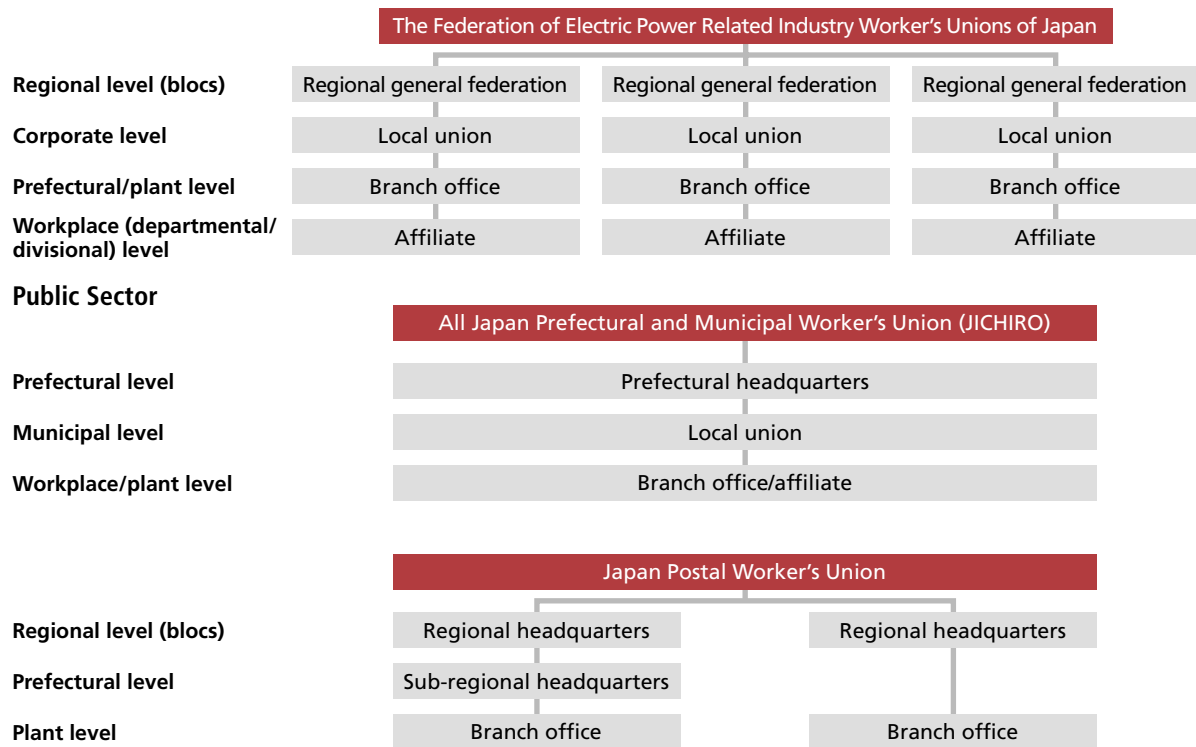 The Federation of Electric Power Related Industry Worker's Unions of Japan
Regional level (blocs) Regional general federation Regional general federation Regional general federation
Corporate level Local union Local union Local union
Prefectural/plant level Branch office Branch office Branch office
Workplace (departmental/
divisional) level Affiliate Affiliate Affiliate
Public Sector
All Japan Prefectural and Municipal Worker's Union (JICHIRO)
Prefectural level Prefectural headquarters
Municipal level Local union
Workplace/plant level Branch office/affiliate
Japan Postal Worker's Union
Regional level (blocs) Regional headquarters Regional headquarters
Prefectural level Sub-regional headquarters
Plant level Branch office Branch office